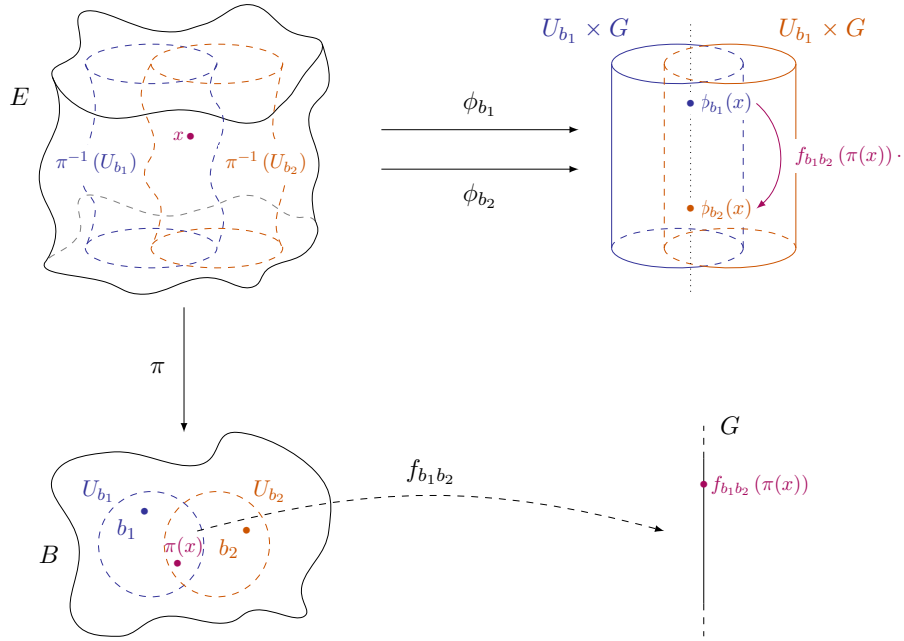 U_{b_1} × G
U_{b_1} × G
E
ϕ_{b_1}
ϕ_{b_1}(x)
x
π^{-1} (U_{b_1})
π^{-1} (U_{b_2})
f_{b_1b_2} (π(x)) ·
ϕ_{b_2}
ϕ_{b_2}(x)
π
G
f_{b_1b_2}
U_{b_1}
U_{b_2}
f_{b_1b_2} (π(x))
b_1
π(x)
b_2
B